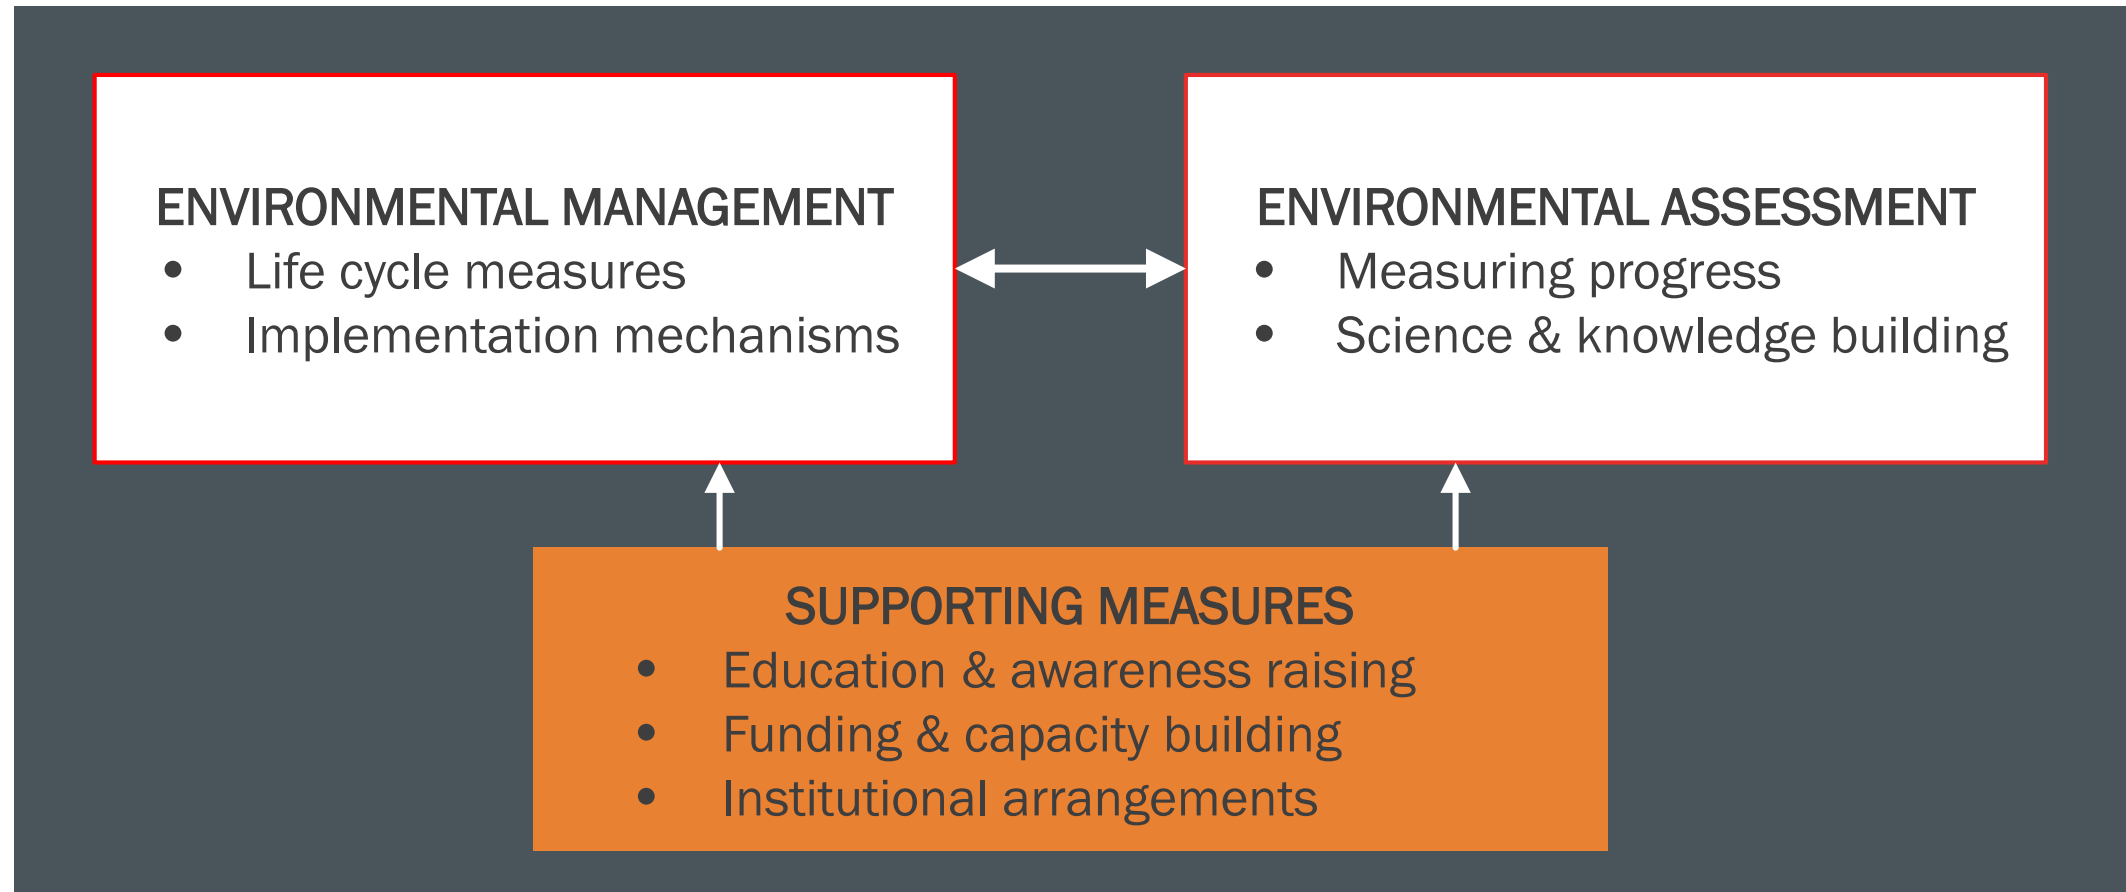 ENVIRONMENTAL MANAGEMENT
• Life cycle measures
• Implementation mechanisms
ENVIRONMENTAL ASSESSMENT
• Measuring progress
• Science & knowledge building
SUPPORTING MEASURES
• Education & awareness raising
• Funding & capacity building
• Institutional arrangements